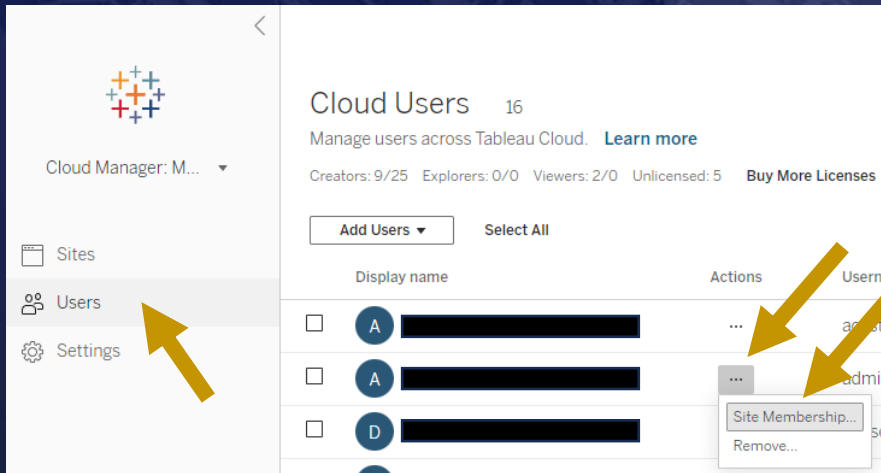 Cloud Manager: M...
Sites
Users
Settings
Cloud Users 16
Manage users across Tableau Cloud. Learn more
Creators: 9/25 Explorers: 0/0 Viewers: 2/0 Unlicensed: 5 Buy More Licenses
Add Users Select All
Display name Actions
A ...
A ...
D
Site Membership...
Remove...